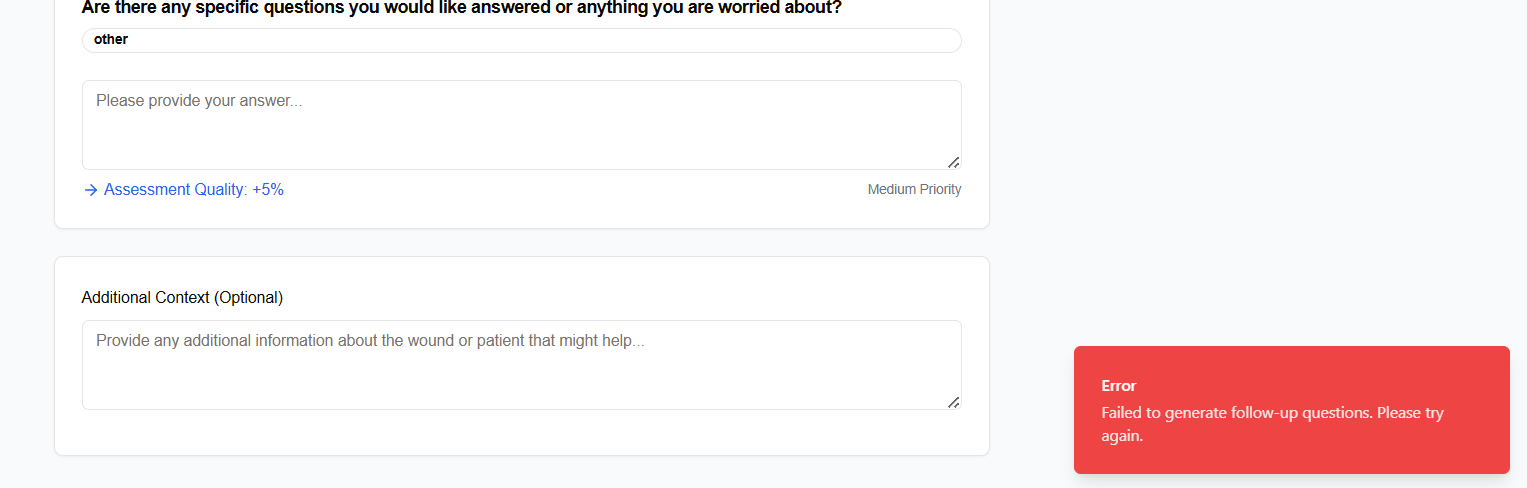 Are there any specific questions you would like answered or anything you are worried about?
other
Please provide your answer...
→ Assessment Quality: +5%
Medium Priority
Additional Context (Optional)
Provide any additional information about the wound or patient that might help...
Error
Failed to generate follow-up questions. Please try
again.